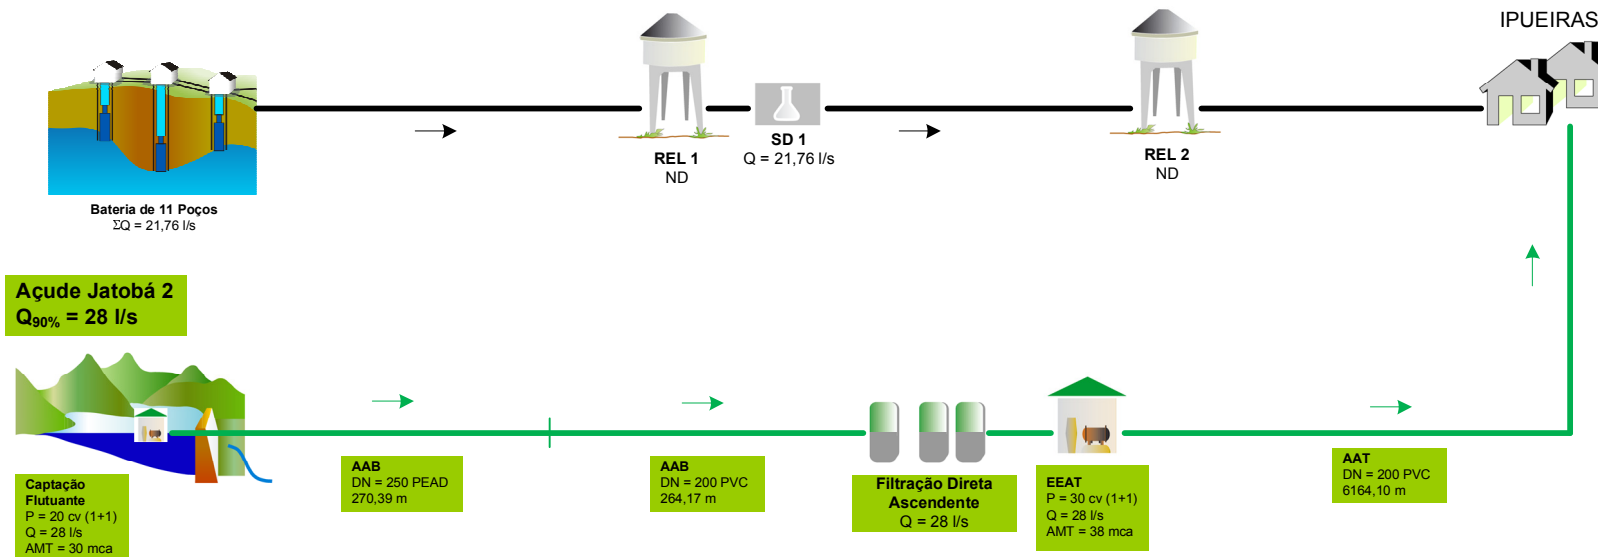 IPUEIRAS
REL 1
ND
SD 1
Q = 21,76 l/s
REL 2
ND
Bateria de 11 Poços
ΣQ = 21,76 l/s
Açude Jatobá 2
Q90% = 28 l/s
Captação
Flutuante
P = 20 cv (1+1)
Q = 28 l/s
AMT = 30 mca
AAB
DN = 250 PEAD
270,39 m
AAB
DN = 200 PVC
264,17 m
Filtração Direta
Ascendente
Q = 28 l/s
EEAT
P = 30 cv (1+1)
Q = 28 l/s
AMT = 38 mca
AAT
DN = 200 PVC
6164,10 m